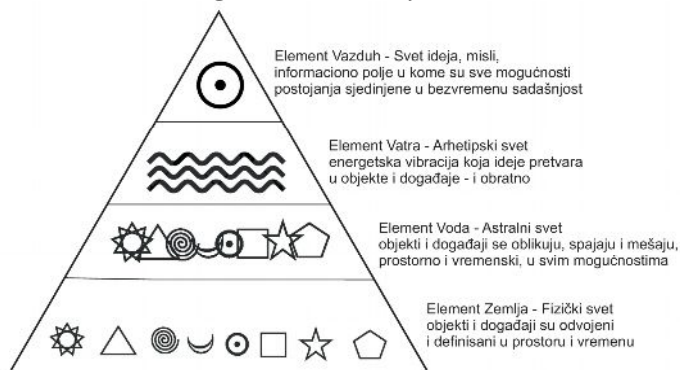 Element Vazduh - Svet ideja, misli,
informaciono polje u kome su sve mogućnosti
postojanja sjedinjene u bezvremenu sadašnjost
Element Vatra - Arhetipski svet
energetska vibracija koja ideje pretvara
u objekte i događaje - i obratno
Element Voda - Astralni svet
objekti i događaji se oblikuju, spajaju i mešaju,
prostorno i vremenski, u svim mogućnostima
Element Zemlja - Fizički svet
objekti i događaji su odvojeni
i definisani u prostoru i vremenu